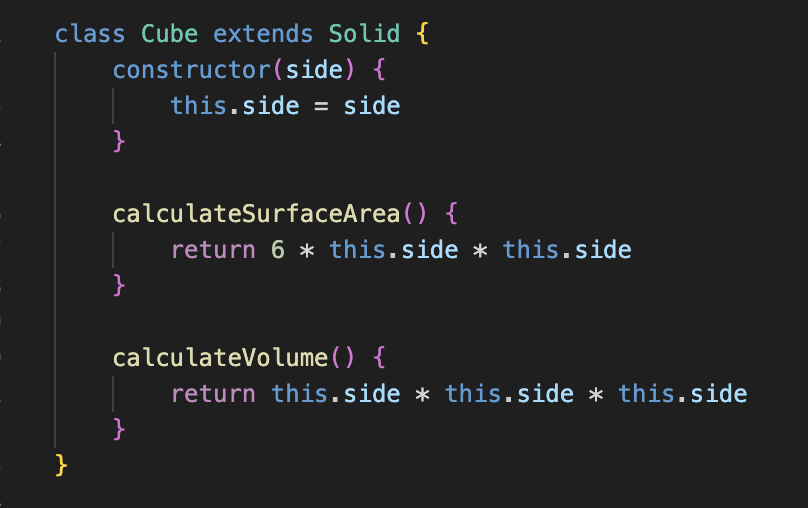 class Cube extends Solid {
    constructor(side) {
        this.side = side
    }

    calculateSurfaceArea() {
        return 6 * this.side * this.side
    }

    calculateVolume() {
        return this.side * this.side * this.side
    }
}